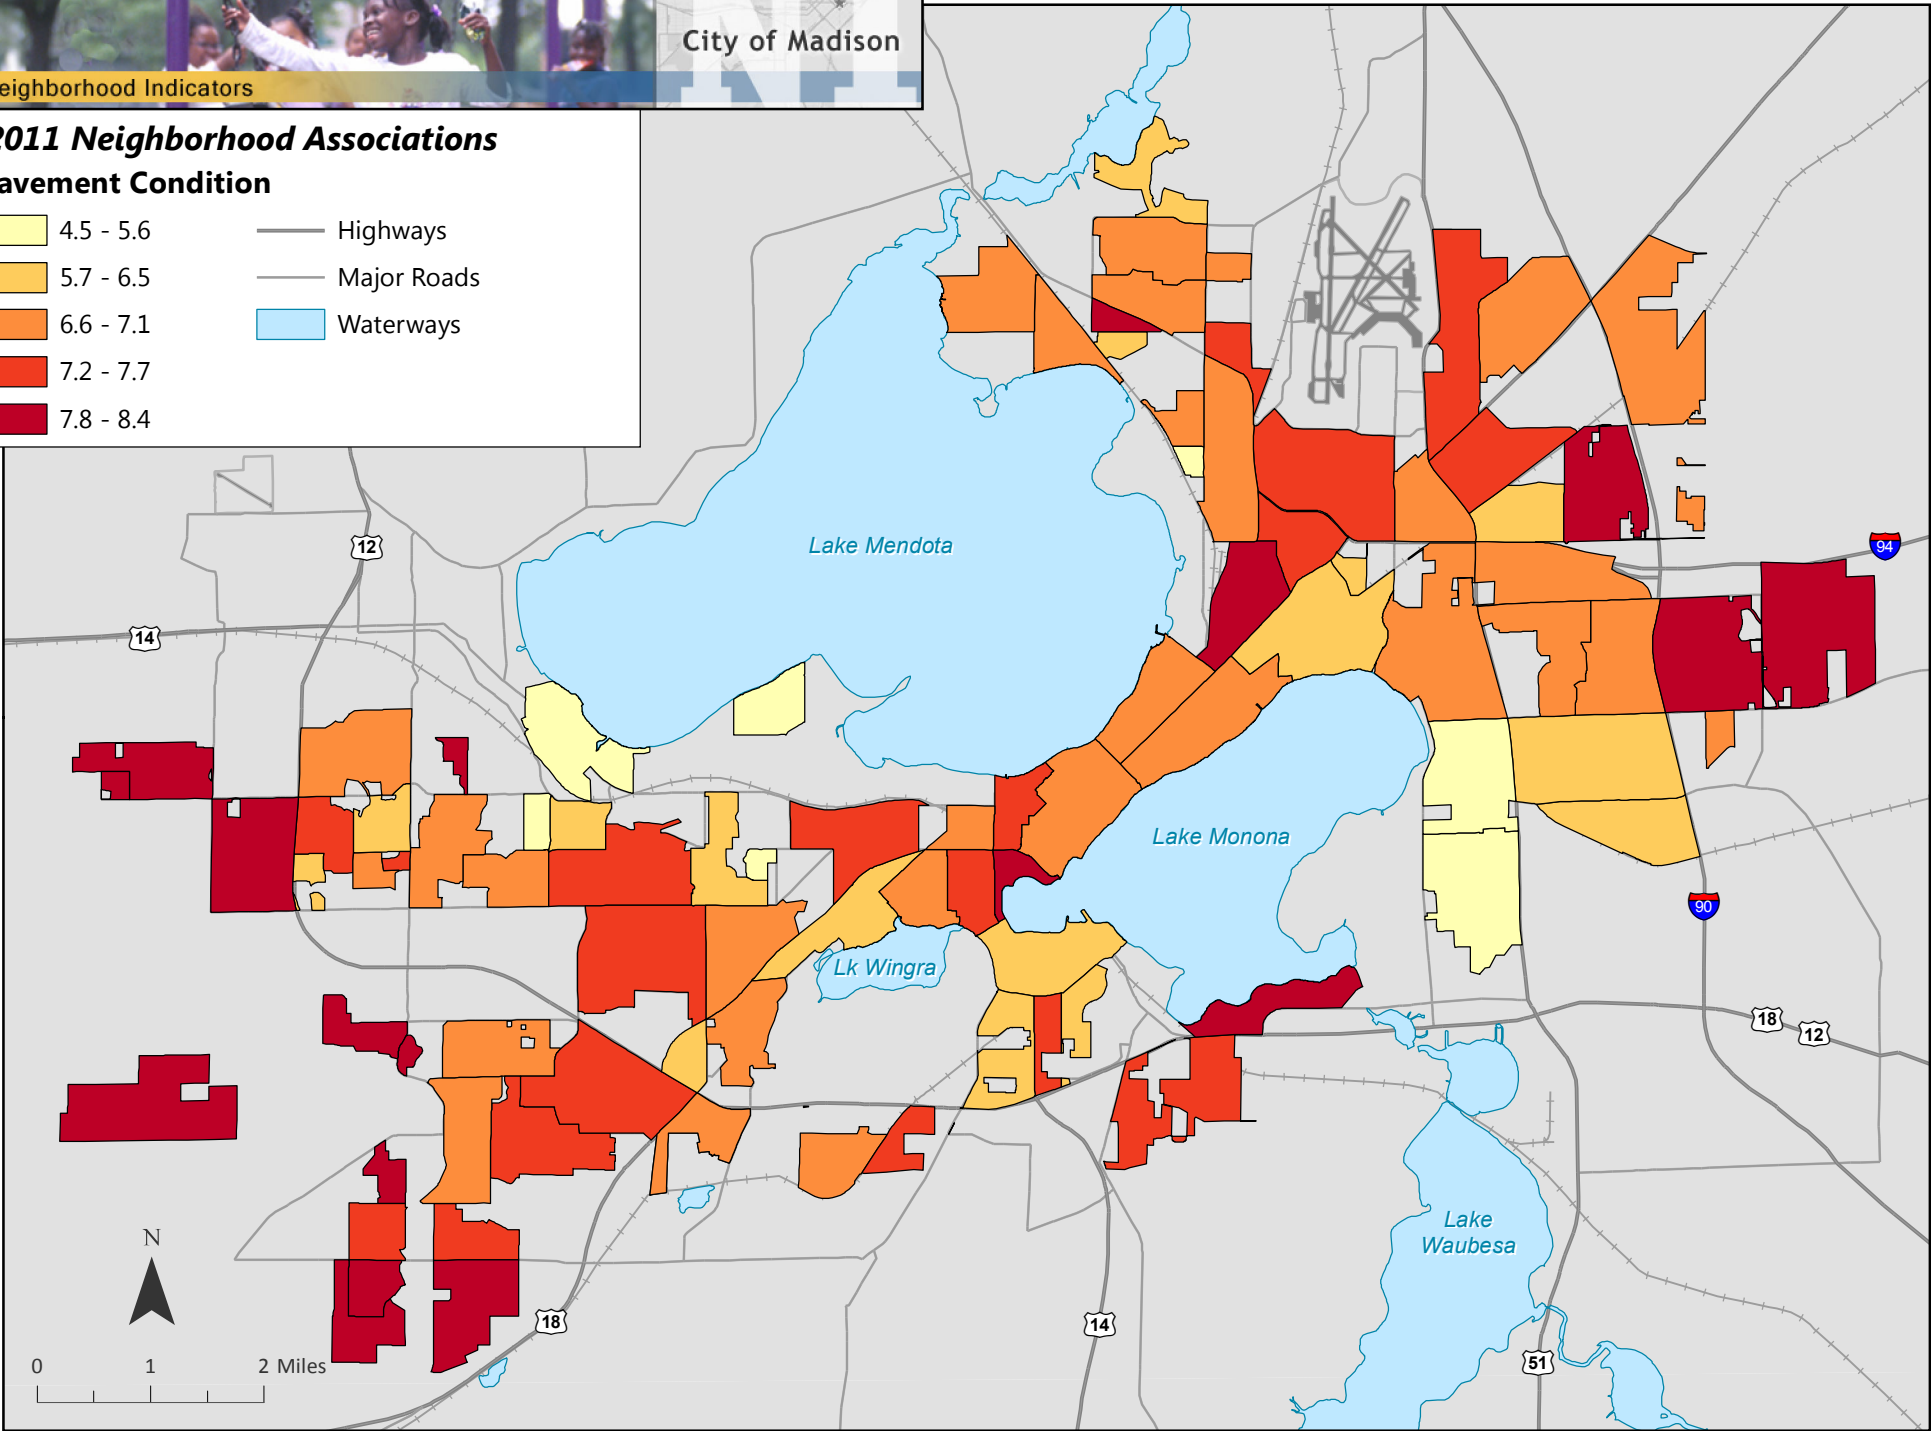 City of Madison
eighborhood Indicators
2011 Neighborhood Associations
avement Condition
4.5 - 5.6
5.7 - 6.5
6.6 - 7.1
7.2 - 7.7
7.8 - 8.4
Highways
Major Roads
Waterways
Lake Mendota
12
94
14
Lake Monona
90
Lk Wingra
18
12
Lake
Waubesa
N
18
14
51
0 1 2 Miles